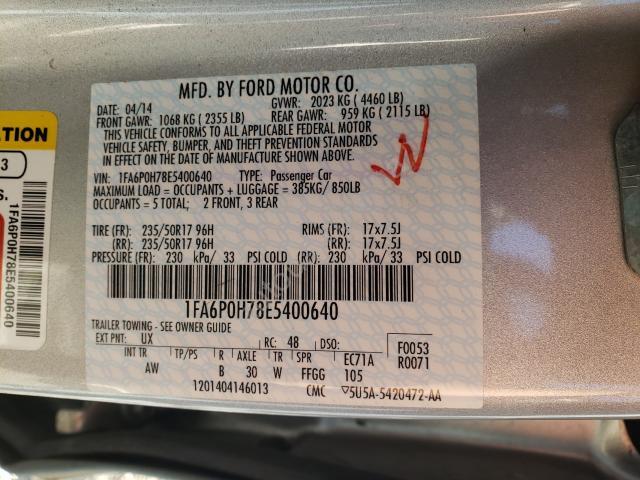 MFD. BY FORD MOTOR CO.
DATE: 04/14 GVWR: 2023 KG ( 4460 LB)
FRONT GAWR: 1068 KG ( 2355 LB) REAR GAWR: 959 KG ( 2115 LB)
THIS VEHICLE CONFORMS TO ALL APPLICABLE FEDERAL MOTOR
VEHICLE SAFETY, BUMPER, AND THEFT PREVENTION STANDARDS
IN EFFECT ON THE DATE OF MANUFACTURE SHOWN ABOVE.
VIN: 1FA6P0H78E5400640 TYPE: Passenger Car
MAXIMUM LOAD = OCCUPANTS + LUGGAGE = 385KG/ 850LB
OCCUPANTS = 5 TOTAL; 2 FRONT, 3 REAR
TIRE (FR): 235/50R17 96H RIMS (FR): 17x7.5J
(RR): 235/50R17 96H (RR): 17x7.5J
PRESSURE (FR): 230 kPa/ 33 PSI COLD (RR): 230 kPa/ 33 PSI COLD
1FA6P0H78E5400640
TRAILER TOWING - SEE OWNER GUIDE
EXT PNT: UX RC: 48 DSO: F0053
INT TR TP/PS R AXLE TR SPR EC71A R0071
AW B 30 W FFGG 105
1201404146013 CMC ▽5U5A-5420472-AA
ATION
3
S.
1FA6P0H78E5400640